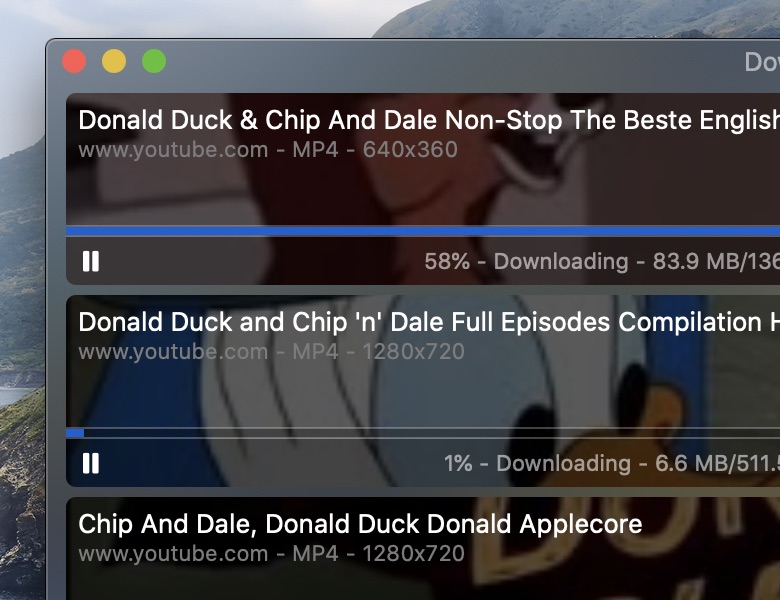 Donald Duck & Chip And Dale Non-Stop The Beste English
www.youtube.com - MP4 - 640x360
58% - Downloading - 83.9 MB/136
Donald Duck and Chip 'n' Dale Full Episodes Compilation H
www.youtube.com - MP4 - 1280x720
1% - Downloading - 6.6 MB/511.5
Chip And Dale, Donald Duck Donald Applecore
www.youtube.com - MP4 - 1280x720